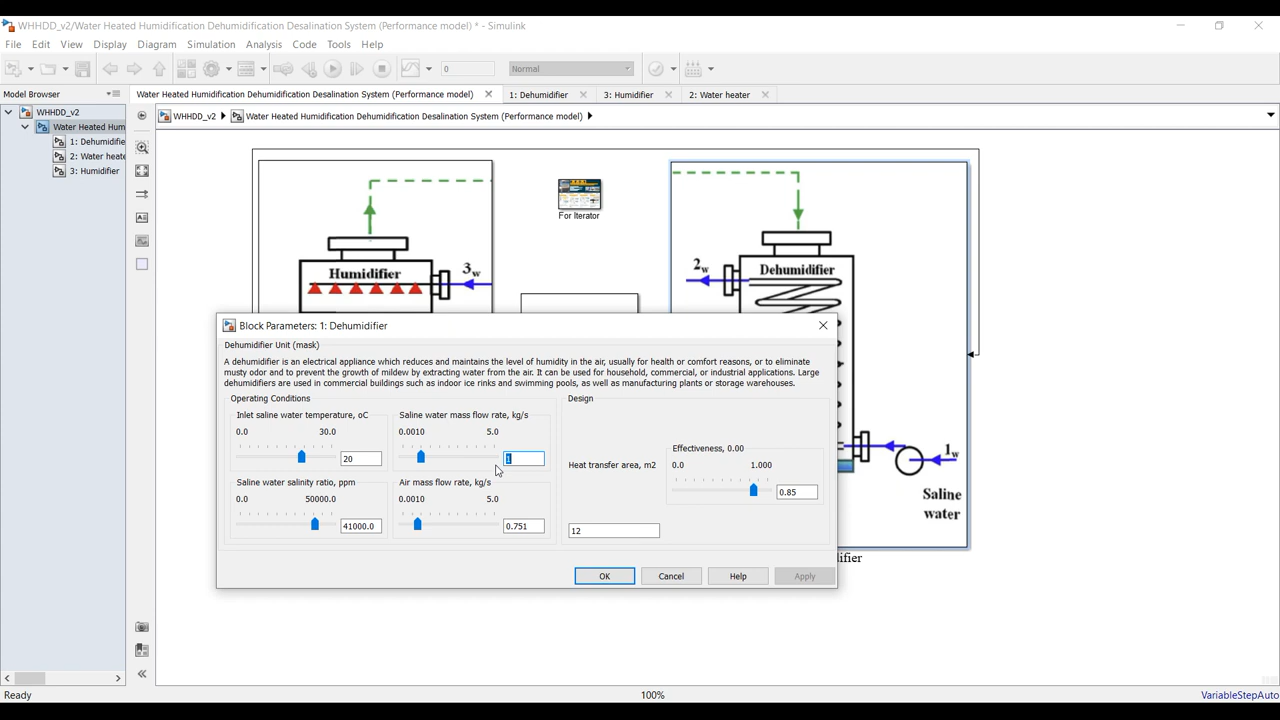 WHHDD_v2/Water Heated Humidification Dehumidification Desalination System (Performance model) * - Simulink
File Edit View Display Diagram Simulation Analysis Code Tools Help
0 Normal
Model Browser
Water Heated Humidification Dehumidification Desalination System (Performance model) 1: Dehumidifier 3: Humidifier 2: Water heater
WHHDD_v2 Water Heated Humidification Dehumidification Desalination System (Performance model)
WHHDD_v2
Water Heated Hum
1: Dehumidifie
2: Water heate
3: Humidifier
For Iterator
Humidifier
3w
2w
Dehumidifier
1w
Saline
water
ifier
Block Parameters: 1: Dehumidifier
Dehumidifier Unit (mask)
A dehumidifier is an electrical appliance which reduces and maintains the level of humidity in the air, usually for health or comfort reasons, or to eliminate
musty odor and to prevent the growth of mildew by extracting water from the air. It can be used for household, commercial, or industrial applications. Large
dehumidifiers are used in commercial buildings such as indoor ice rinks and swimming pools, as well as manufacturing plants or storage warehouses.
Operating Conditions
Inlet saline water temperature, oC
0.0 30.0
20
Saline water mass flow rate, kg/s
0.0010 5.0
1
Saline water salinity ratio, ppm
0.0 50000.0
41000.0
Air mass flow rate, kg/s
0.0010 5.0
0.751
Design
Heat transfer area, m2
12
Effectiveness, 0.00
0.0 1.000
0.85
OK Cancel Help Apply
Ready 100% VariableStepAuto